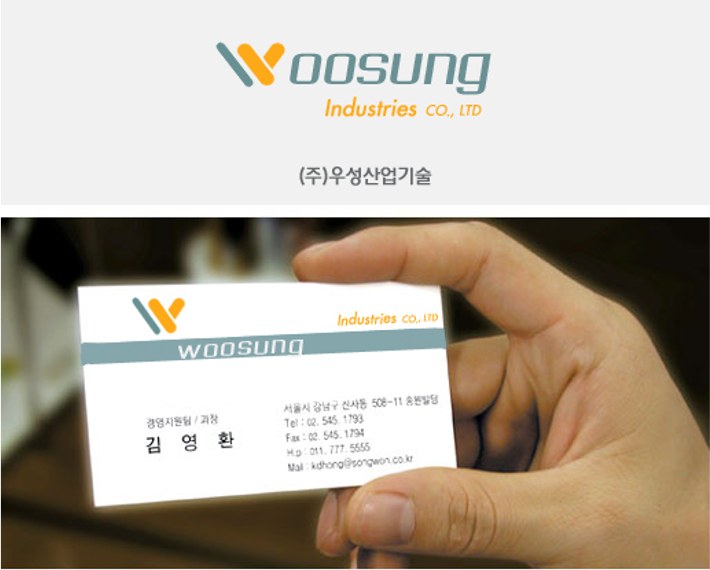 Woosung
Industries CO., LTD
(주)우성산업기술
Industries CO., LTD
woosung
경영지원팀 / 과장
김 영 환
서울시 강남구 신사동 508-11 송원빌딩
Tel : 02. 545. 1793
Fax : 02. 545. 1794
H.p : 011. 777. 5555
Mail : kdhong@songwon.co.kr